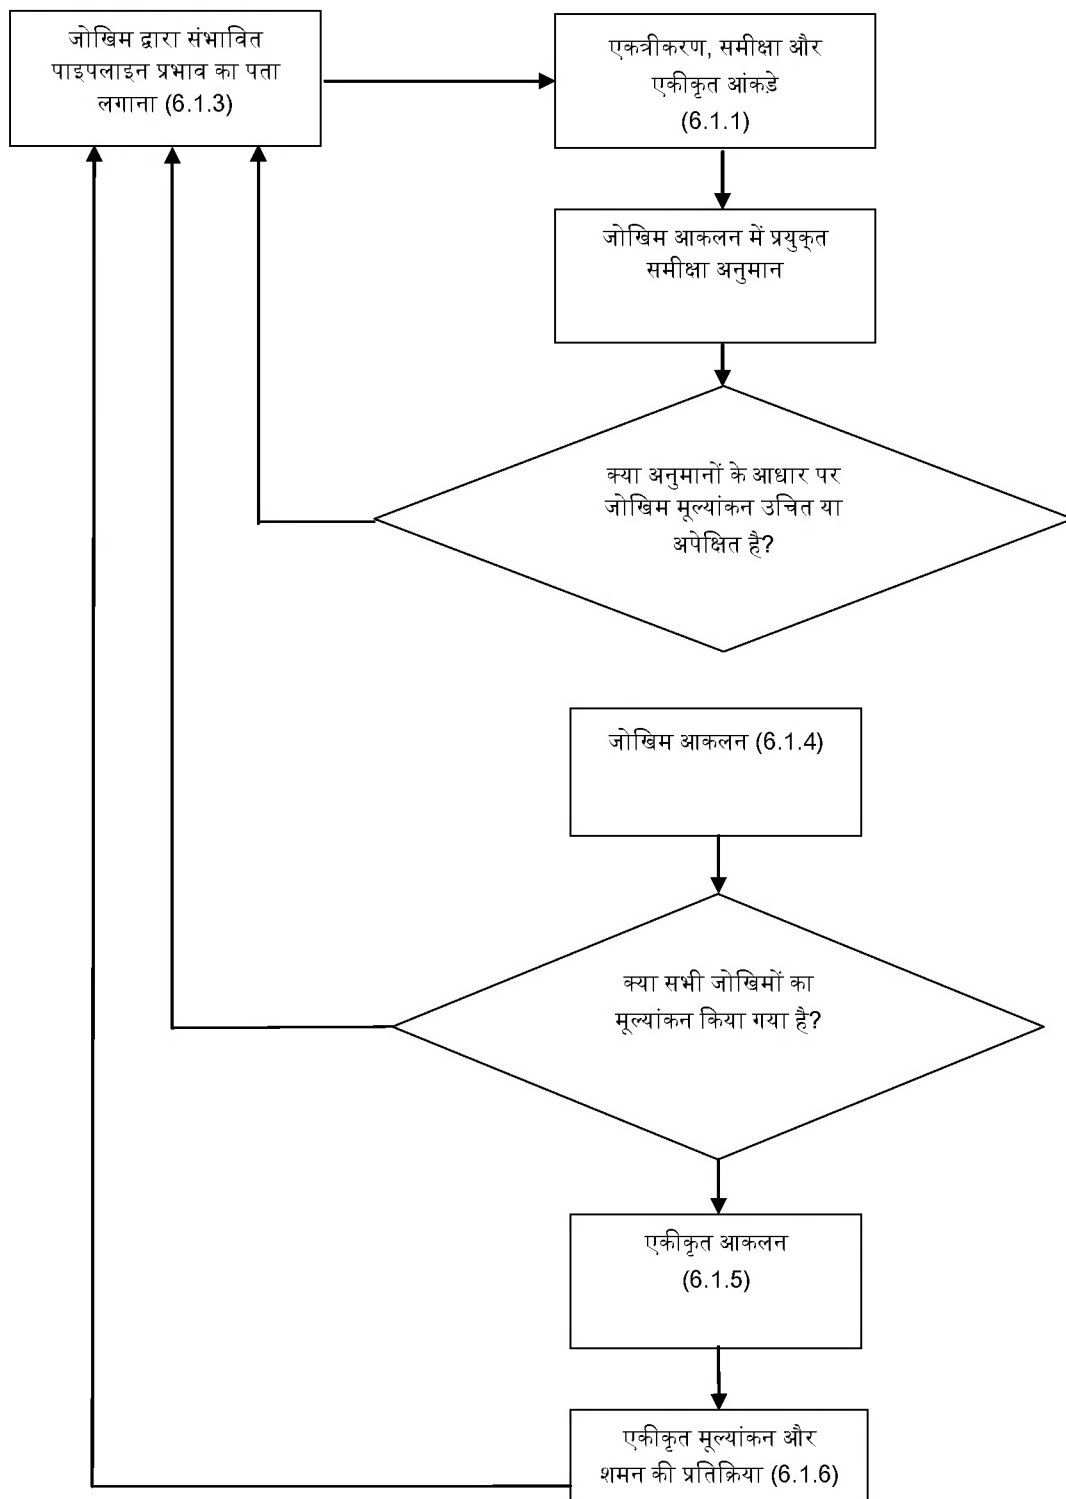 जोखिम द्वारा संभावित
पाइपलाइन प्रभाव का पता
लगाना (6.1.3)
एकत्रीकरण, समीक्षा और
एकीकृत आंकड़े
(6.1.1)
जोखिम आकलन में प्रयुक्त
समीक्षा अनुमान
क्या अनुमानों के आधार पर
जोखिम मूल्यांकन उचित या
अपेक्षित है?
जोखिम आकलन (6.1.4)
क्या सभी जोखिमों का
मूल्यांकन किया गया है?
एकीकृत आकलन
(6.1.5)
एकीकृत मूल्यांकन और
शमन की प्रतिक्रिया (6.1.6)